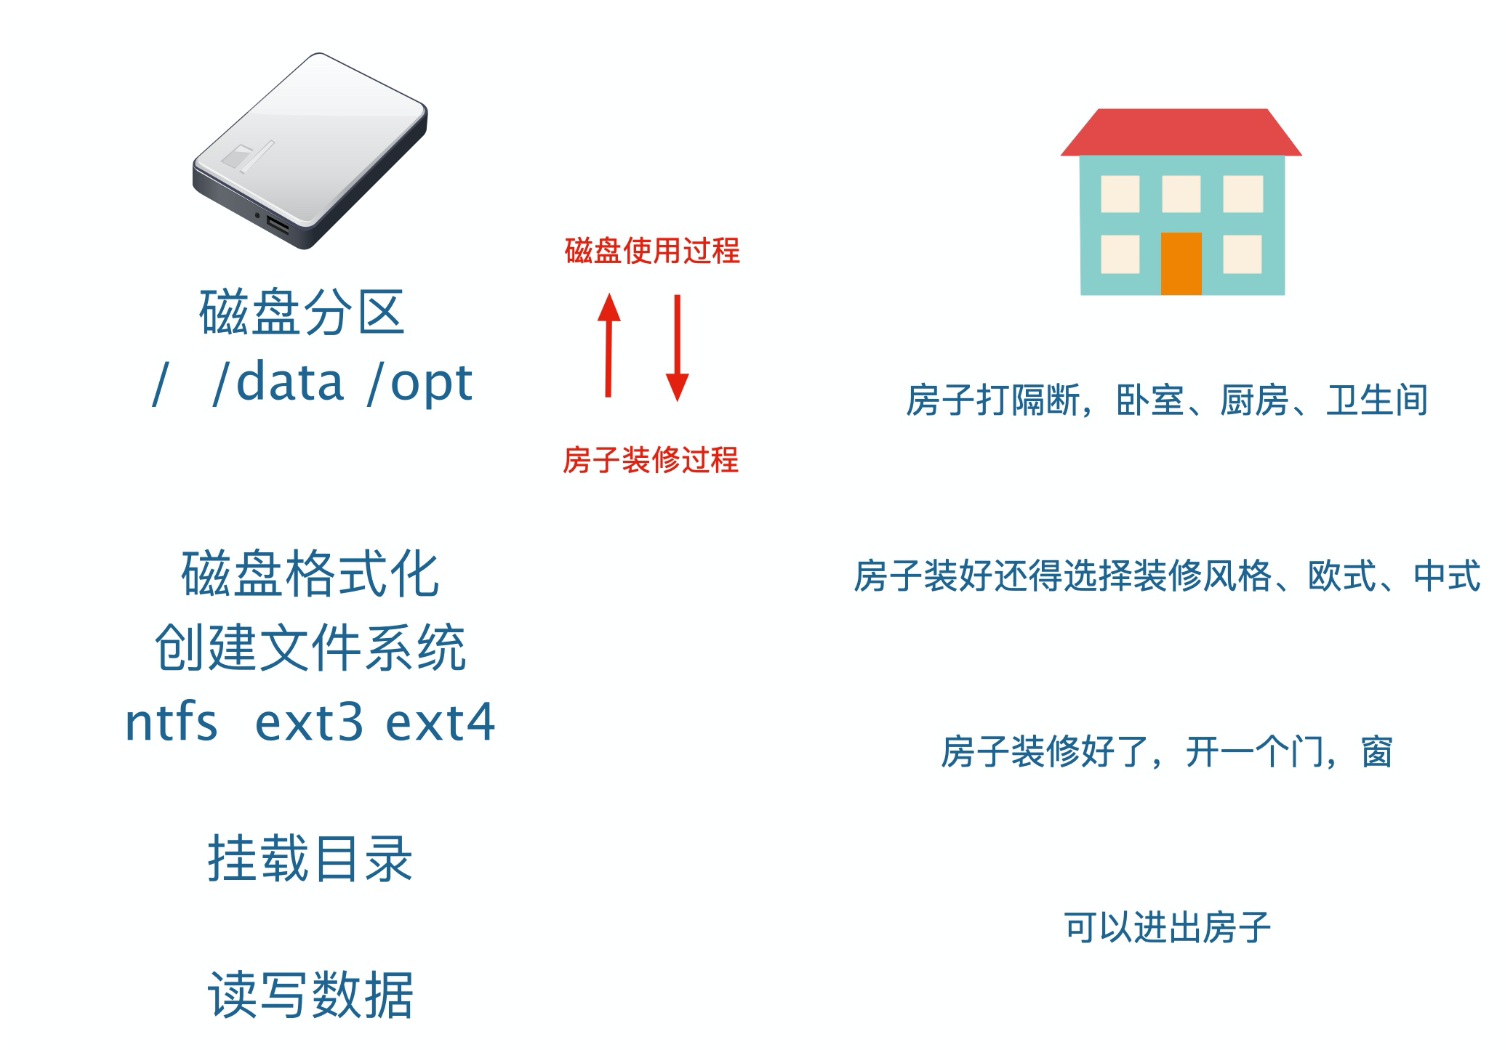 磁盘分区
/ /data /opt
磁盘格式化
创建文件系统
ntfs ext3 ext4
挂载目录
读写数据
磁盘使用过程
房子装修过程
房子打隔断，卧室、厨房、卫生间
房子装好还得选择装修风格、欧式、中式
房子装修好了，开一个门，窗
可以进出房子